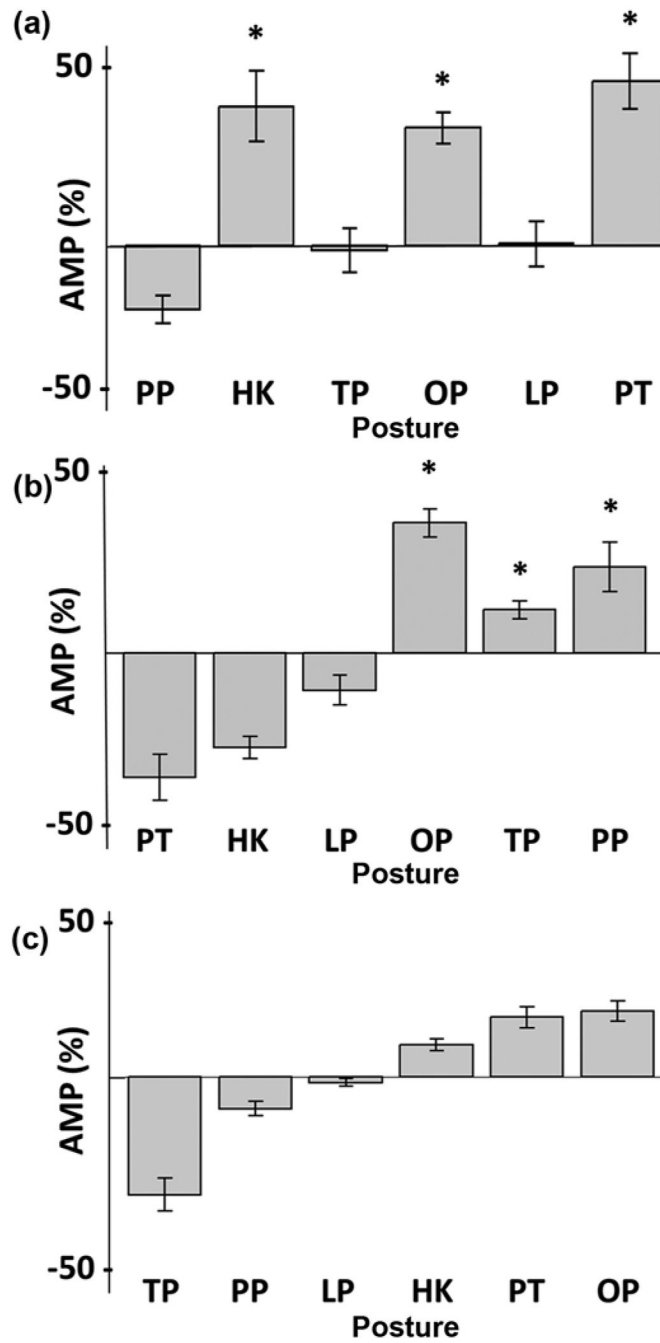 (a)
* * *
50
AMP (%)
-50
PP HK TP OP LP PT
Posture
(b)
* * *
50
AMP (%)
-50
PT HK LP OP TP PP
Posture
(c)
50
AMP (%)
-50
TP PP LP HK PT OP
Posture